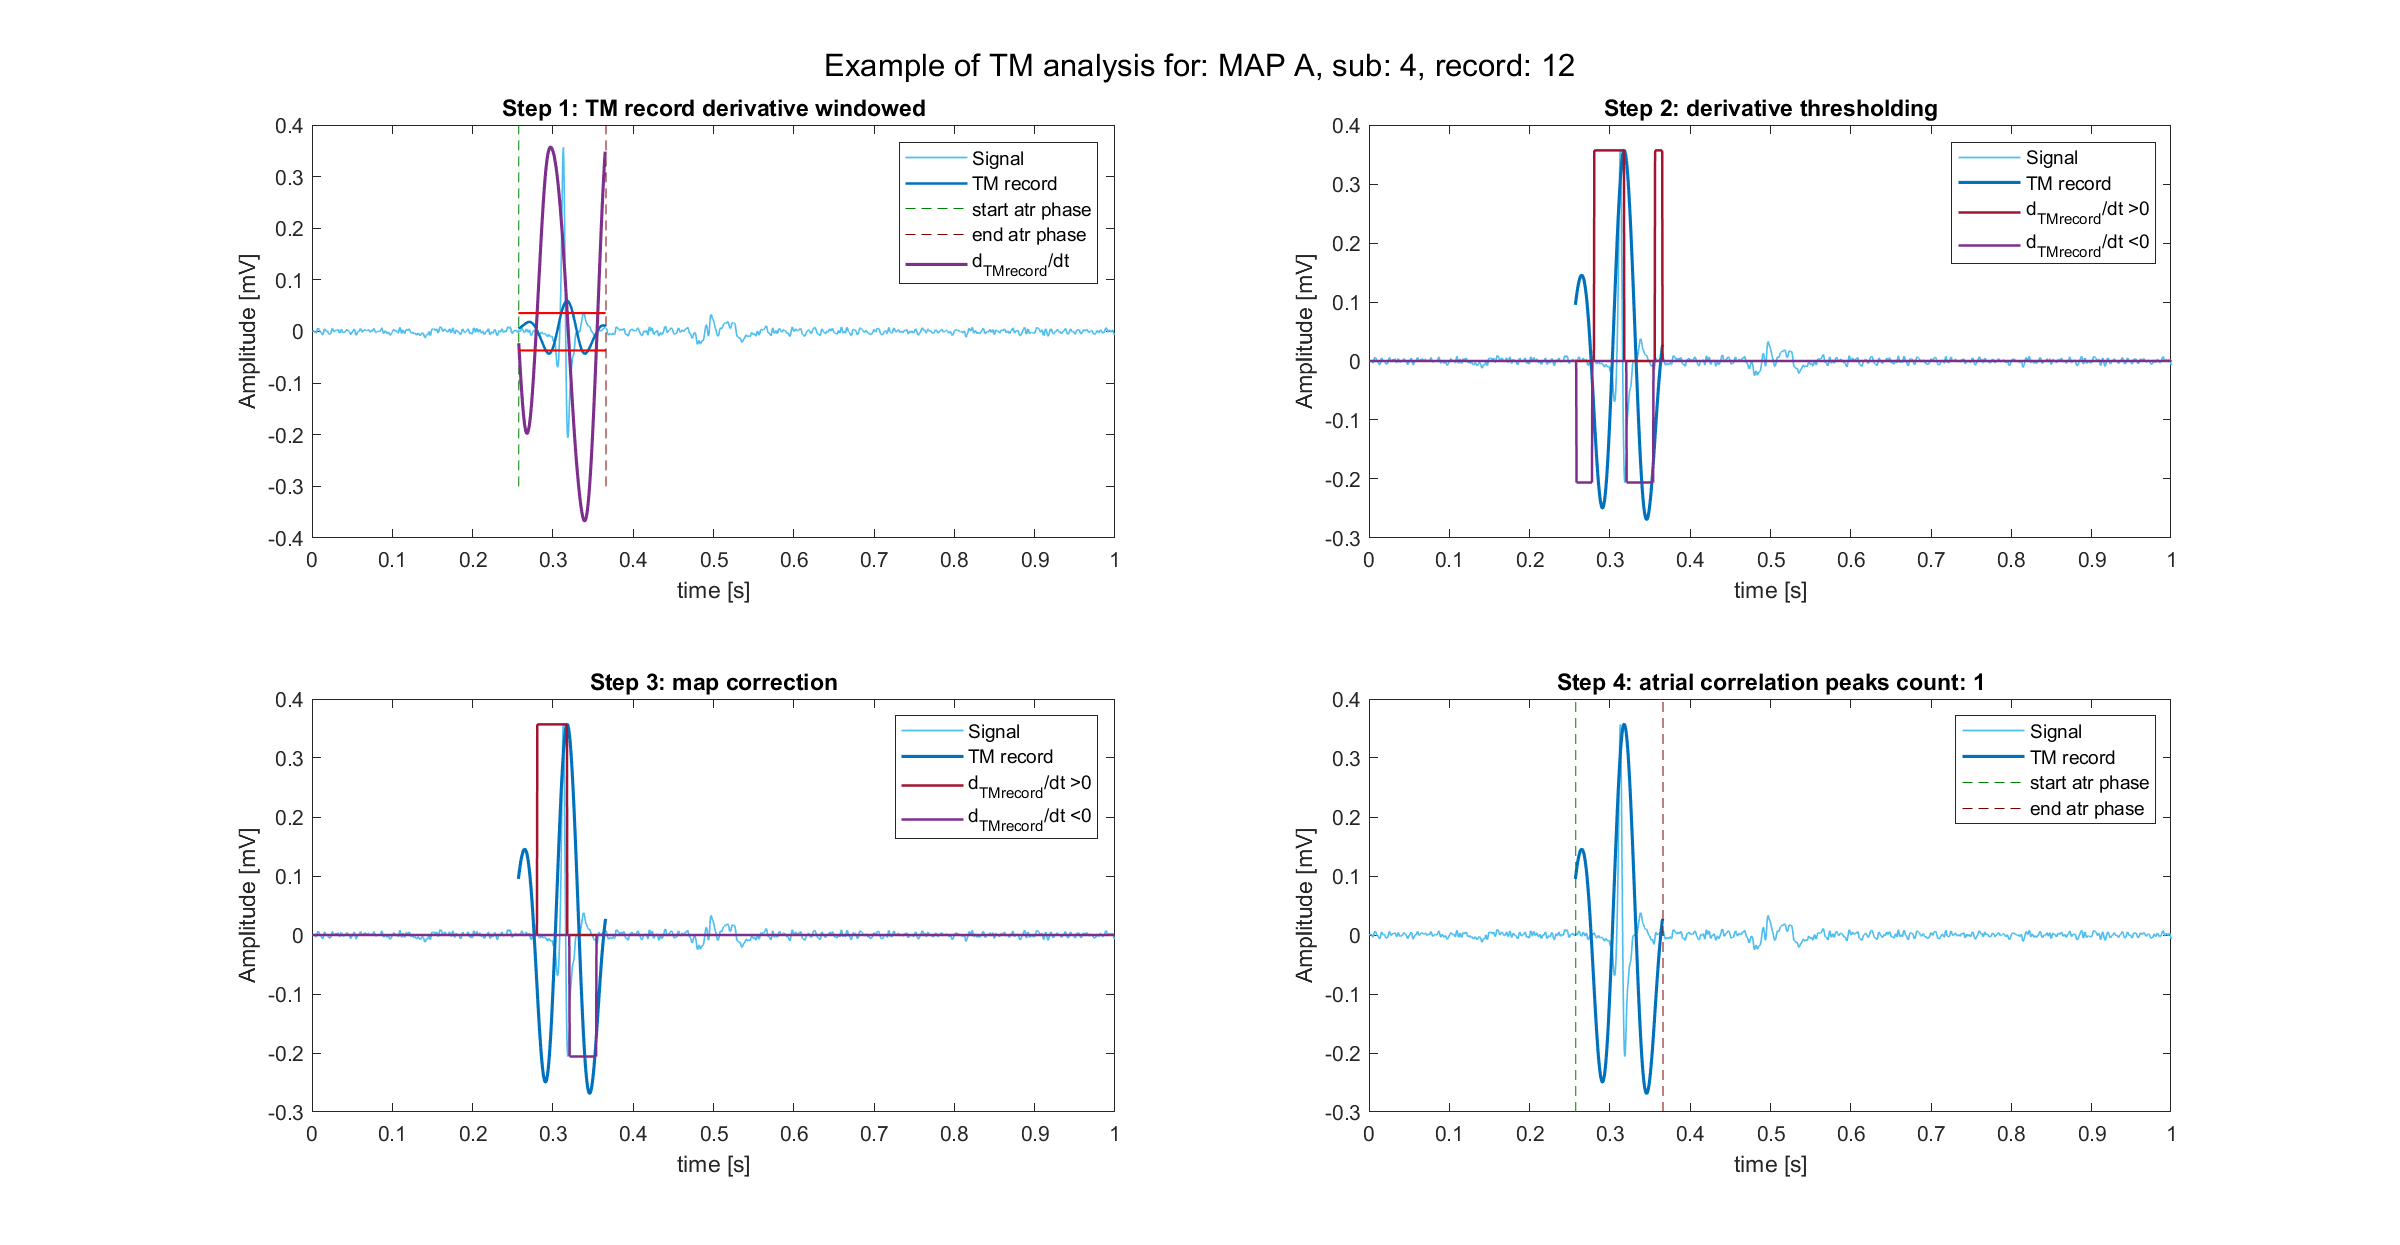 Example of TM analysis for: MAP A, sub: 4, record: 12
Step 1: TM record derivative windowed
0.4
0.3
0.2
0.1
0
-0.1
-0.2
-0.3
-0.4
Amplitude [mV]
0 0.1 0.2 0.3 0.4 0.5 0.6 0.7 0.8 0.9 1
time [s]
Signal
TM record
start atr phase
end atr phase
dTMrecord/dt
Step 2: derivative thresholding
0.4
0.3
0.2
0.1
0
-0.1
-0.2
-0.3
Amplitude [mV]
0 0.1 0.2 0.3 0.4 0.5 0.6 0.7 0.8 0.9 1
time [s]
Signal
TM record
dTMrecord/dt >0
dTMrecord/dt <0
Step 3: map correction
0.4
0.3
0.2
0.1
0
-0.1
-0.2
-0.3
Amplitude [mV]
0 0.1 0.2 0.3 0.4 0.5 0.6 0.7 0.8 0.9 1
time [s]
Signal
TM record
dTMrecord/dt >0
dTMrecord/dt <0
Step 4: atrial correlation peaks count: 1
0.4
0.3
0.2
0.1
0
-0.1
-0.2
-0.3
Amplitude [mV]
0 0.1 0.2 0.3 0.4 0.5 0.6 0.7 0.8 0.9 1
time [s]
Signal
TM record
start atr phase
end atr phase